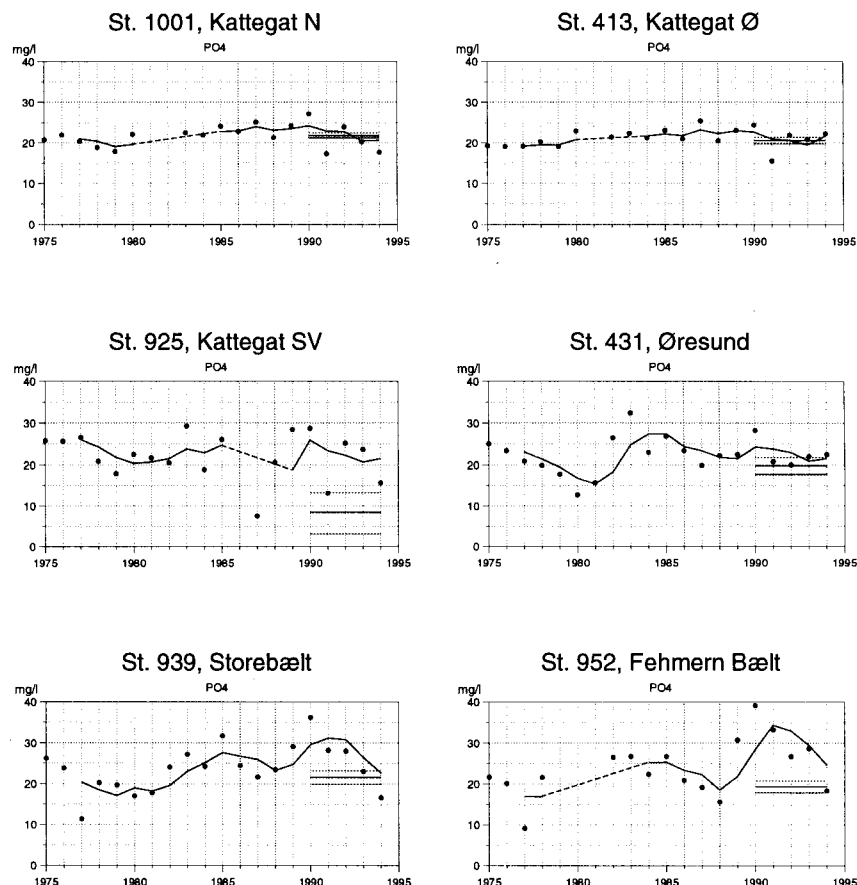 St. 1001, Kattegat N
PO4
mg/l
40
30
20
10
0
1975 1980 1985 1990 1995
St. 413, Kattegat Ø
PO4
mg/l
40
30
20
10
0
1975 1980 1985 1990 1995
St. 925, Kattegat SV
PO4
mg/l
40
30
20
10
0
1975 1980 1985 1990 1995
St. 431, Øresund
PO4
mg/l
40
30
20
10
0
1975 1980 1985 1990 1995
St. 939, Storebælt
PO4
mg/l
40
30
20
10
0
1975 1980 1985 1990 1995
St. 952, Fehmern Bælt
PO4
mg/l
40
30
20
10
0
1975 1980 1985 1990 1995